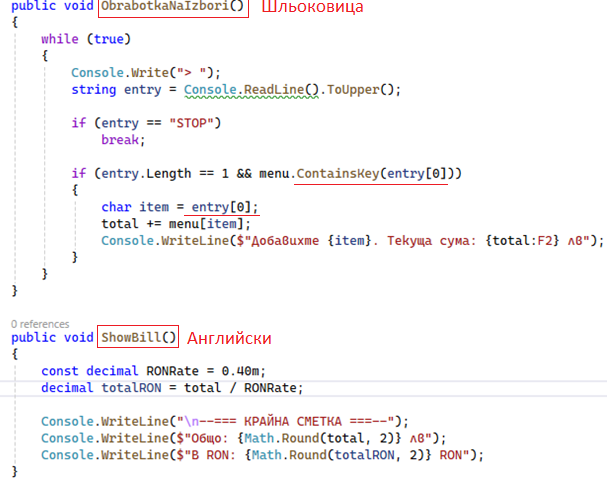 public void ObrabotkaNaIzbori() Шльоковица
{
while (true)
{
Console.Write("> ");
string entry = Console.ReadLine().ToUpper();
if (entry == "STOP")
break;
if (entry.Length == 1 && menu.ContainsKey(entry[0]))
{
char item = entry[0];
total += menu[item];
Console.WriteLine($"Добавихме {item}. Текуща сума: {total:F2} лв");
}
}
}
0 references
public void ShowBill() Английски
{
const decimal RONRate = 0.40m;
decimal totalRON = total / RONRate;
Console.WriteLine("\n--=== КРАЙНА СМЕТКА ===--");
Console.WriteLine($"Общо: {Math.Round(total, 2)} лв");
Console.WriteLine($"В RON: {Math.Round(totalRON, 2)} RON");
}